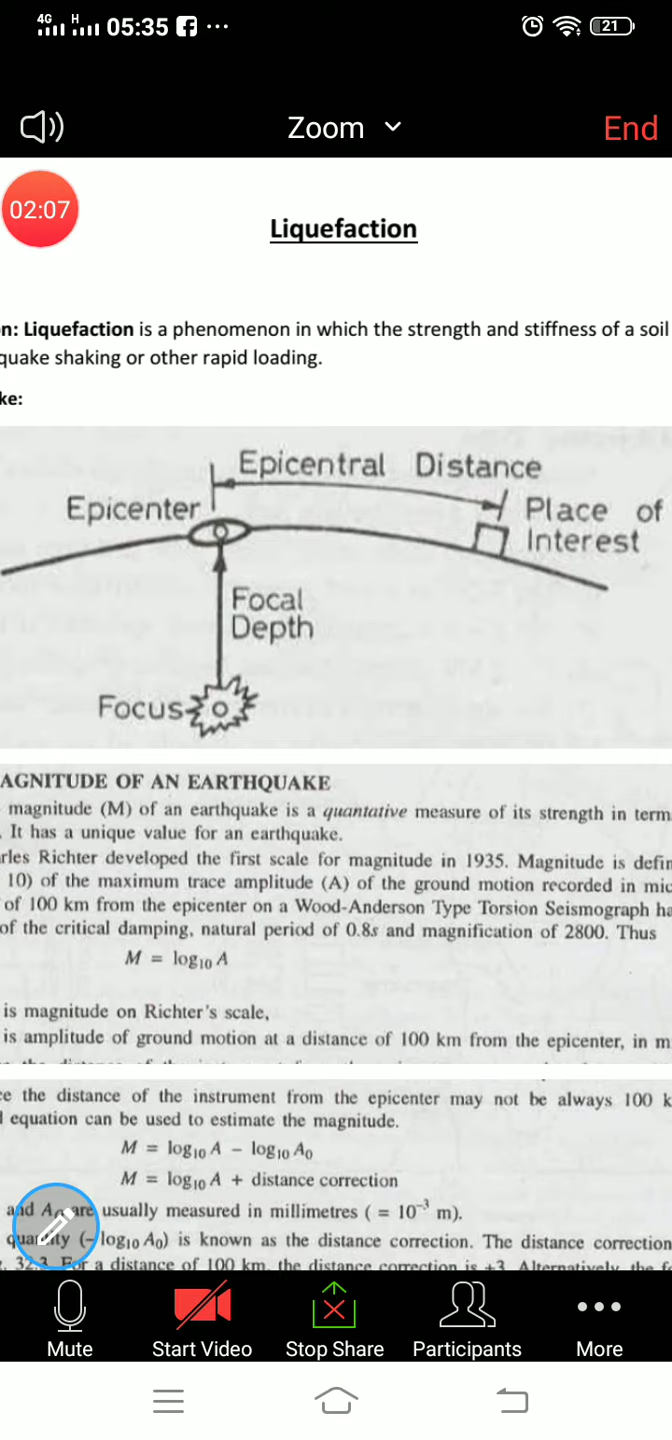 4G H 05:35 21
Zoom End
02:07
Liquefaction
n: Liquefaction is a phenomenon in which the strength and stiffness of a soil
quake shaking or other rapid loading.
ke:
Epicentral Distance
Epicenter
Place of
Interest
Focal
Depth
Focus
AGNITUDE OF AN EARTHQUAKE
magnitude (M) of an earthquake is a quantative measure of its strength in term
. It has a unique value for an earthquake.
rles Richter developed the first scale for magnitude in 1935. Magnitude is defin
10) of the maximum trace amplitude (A) of the ground motion recorded in mic
of 100 km from the epicenter on a Wood-Anderson Type Torsion Seismograph ha
of the critical damping, natural period of 0.8s and magnification of 2800. Thus
M = log₁₀ A
is magnitude on Richter's scale,
is amplitude of ground motion at a distance of 100 km from the epicenter, in m
ce the distance of the instrument from the epicenter may not be always 100 k
l equation can be used to estimate the magnitude.
M = log₁₀ A − log₁₀ A₀
M = log₁₀ A + distance correction
and A₀ are usually measured in millimetres ( = 10⁻³ m).
quantity (− log₁₀ A₀) is known as the distance correction. The distance correction
. 32.3. For a distance of 100 km, the distance correction is +3. Alternatively, the f
Mute Start Video Stop Share Participants More